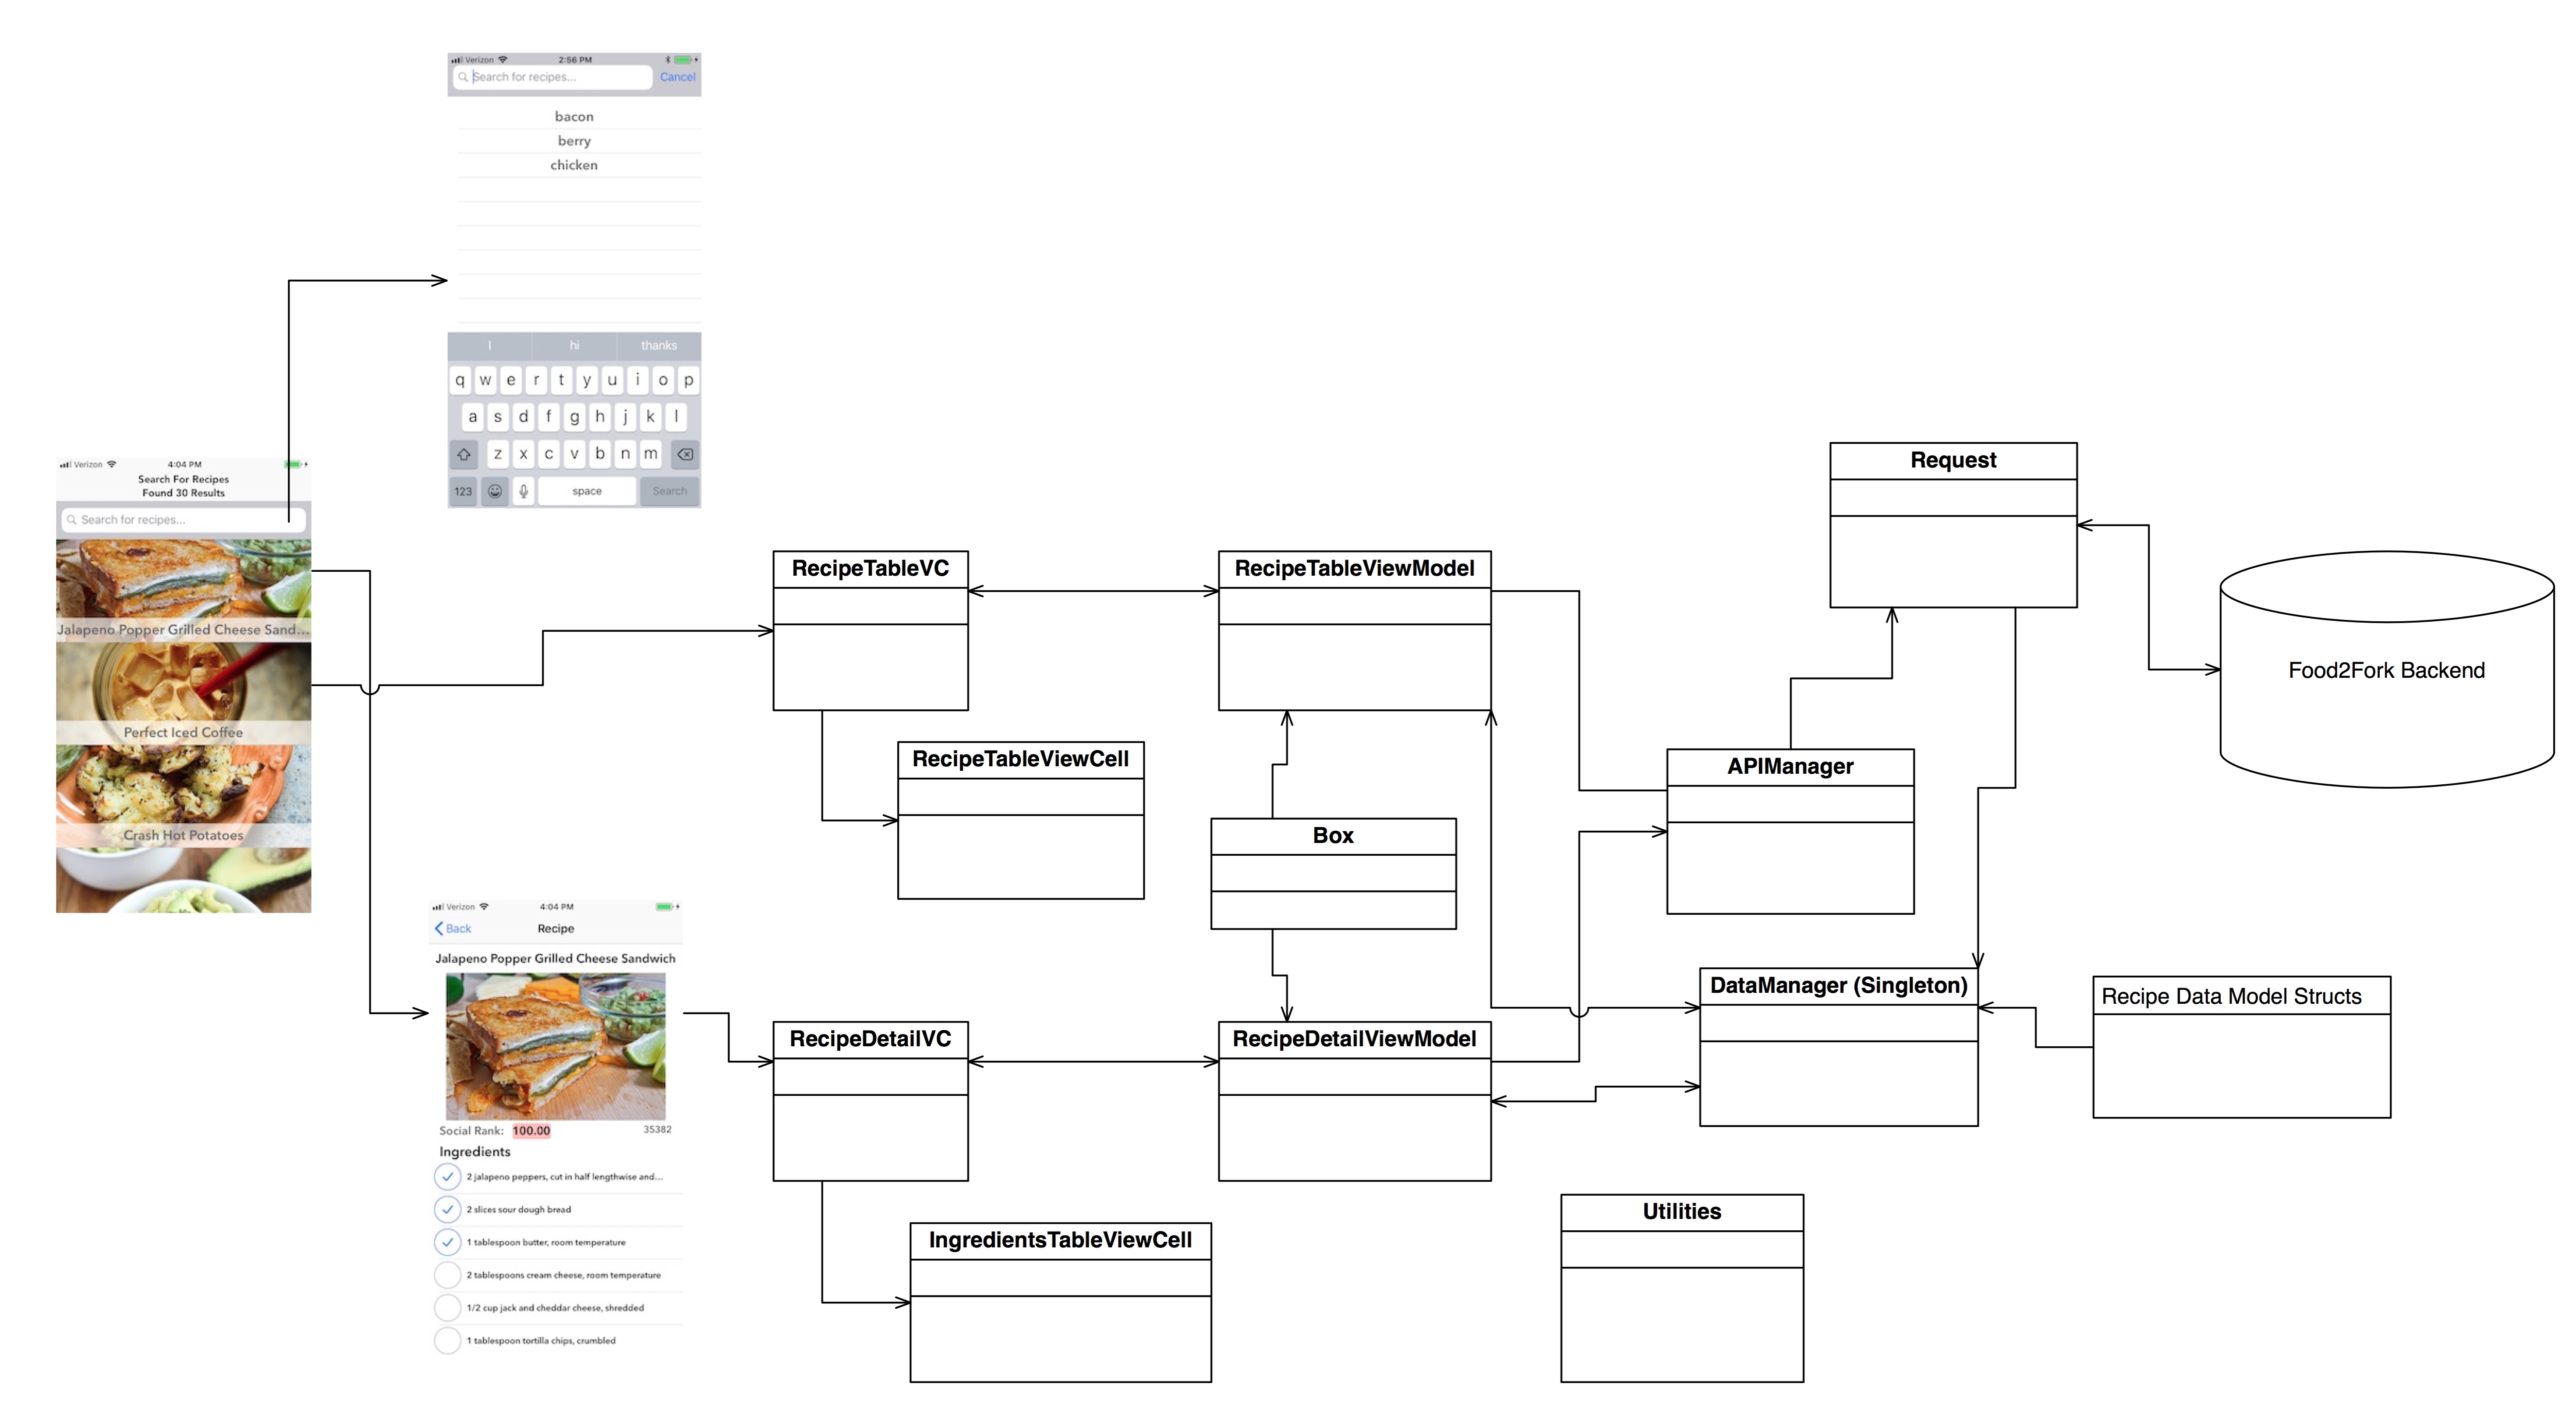 Verizon 2:56 PM
Search for recipes...
Cancel
bacon
berry
chicken
I hi thanks
q w e r t y u i o p
a s d f g h j k l
z x c v b n m
123 space Search
Verizon 4:04 PM
Search For Recipes
Found 30 Results
Search for recipes...
Jalapeno Popper Grilled Cheese Sand...
Perfect Iced Coffee
Crash Hot Potatoes
Verizon 4:04 PM
Back Recipe
Jalapeno Popper Grilled Cheese Sandwich
Social Rank: 100.00 35382
Ingredients
2 jalapeno peppers, cut in half lengthwise and...
2 slices sour dough bread
1 tablespoon butter, room temperature
2 tablespoons cream cheese, room temperature
1/2 cup jack and cheddar cheese, shredded
1 tablespoon tortilla chips, crumbled
RecipeTableVC
RecipeTableViewCell
RecipeTableViewModel
Box
RecipeDetailVC
RecipeDetailViewModel
IngredientsTableViewCell
Request
APIManager
DataManager (Singleton)
Recipe Data Model Structs
Food2Fork Backend
Utilities